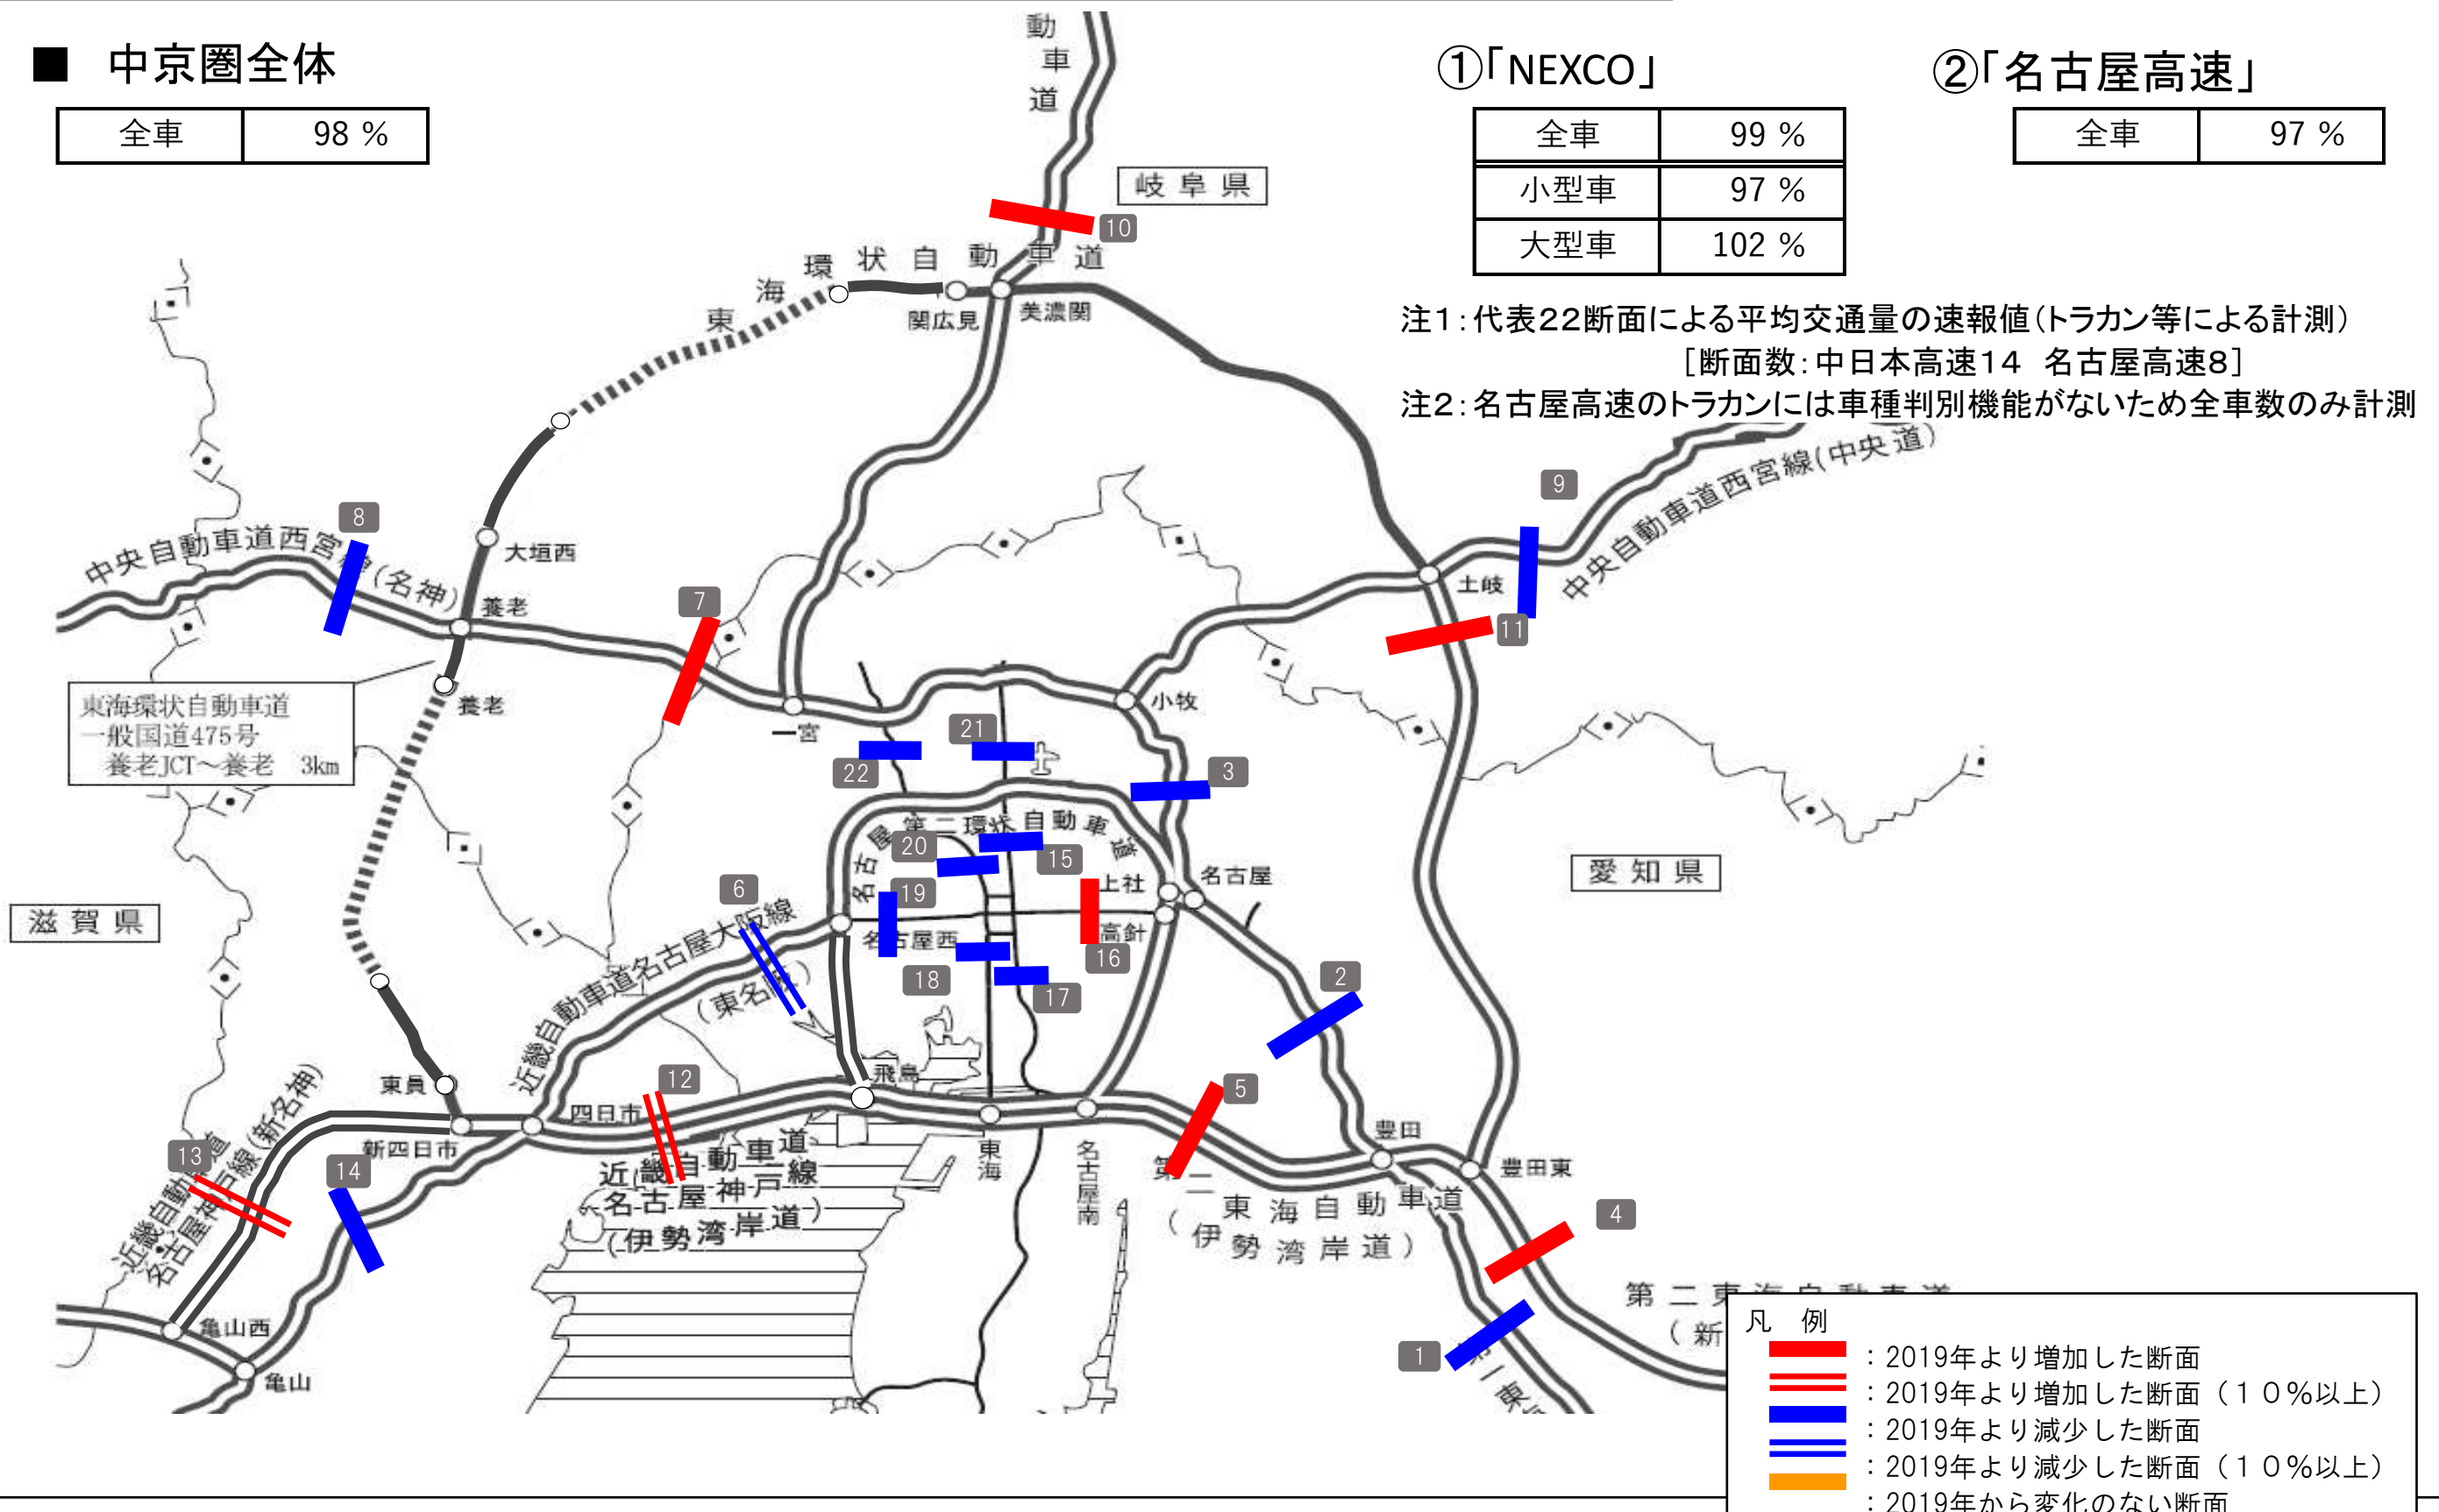 ■ 中京圏全体
全車 98 %
①「NEXCO」
全車 99 %
小型車 97 %
大型車 102 %
②「名古屋高速」
全車 97 %
注1：代表22断面による平均交通量の速報値（トラカン等による計測）
［断面数：中日本高速14 名古屋高速8］
注2：名古屋高速のトラカンには車種判別機能がないため全車数のみ計測
動車道
岐阜県
10
東海環状自動車道
関広見
美濃関
中央自動車道西宮線(中央道)
9
8
中央自動車道西宮線(名神)
大垣西
養老
土岐
11
7
東海環状自動車道
一般国道475号
養老JCT～養老 3km
養老
一宮
小牧
21
22
3
名古屋第二環状自動車道
20
15
19
上社
名古屋
愛知県
滋賀県
6
近畿自動車道名古屋大阪線
(東名阪)
名古屋西
高針
16
18
17
2
飛島
東員
12
四日市
5
新四日市
13
近畿自動車道
名古屋神戸線(新名神)
14
近畿自動車道
名古屋神戸線
(伊勢湾岸道)
東海
名古屋南
豊田
豊田東
第二東海自動車道
(伊勢湾岸道)
4
第二東海自動車道
(新
1
亀山西
亀山
凡 例
：2019年より増加した断面
：2019年より増加した断面（１０％以上）
：2019年より減少した断面
：2019年より減少した断面（１０％以上）
：2019年から変化のない断面